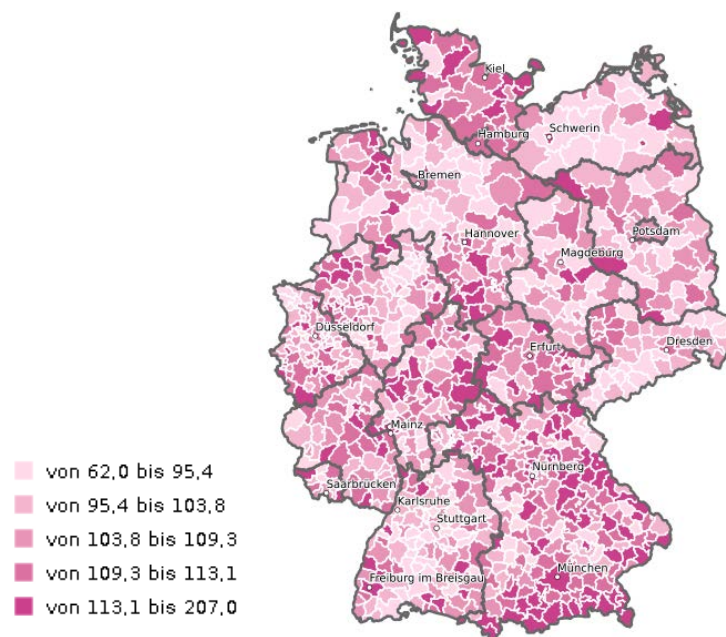 Kiel
Schwerin
Hamburg
Bremen
Hannover
Potsdam
Magdeburg
Düsseldorf
Erfurt
Dresden
Mainz
Nürnberg
Saarbrücken
Karlsruhe
Stuttgart
Freiburg im Breisgau
München
von 62,0 bis 95,4
von 95,4 bis 103,8
von 103,8 bis 109,3
von 109,3 bis 113,1
von 113,1 bis 207,0